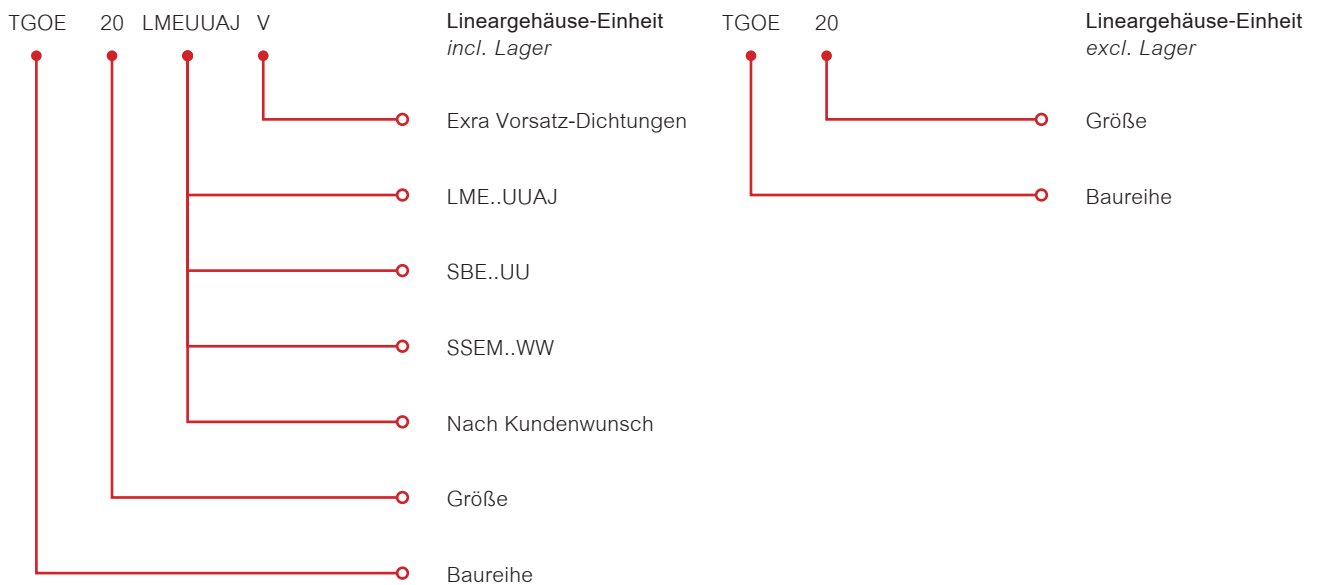 TGOE 20 LMEUUAJ V
Lineargehäuse-Einheit
incl. Lager
Exra Vorsatz-Dichtungen
LME..UUAJ
SBE..UU
SSEM..WW
Nach Kundenwunsch
Größe
Baureihe
TGOE 20
Lineargehäuse-Einheit
excl. Lager
Größe
Baureihe